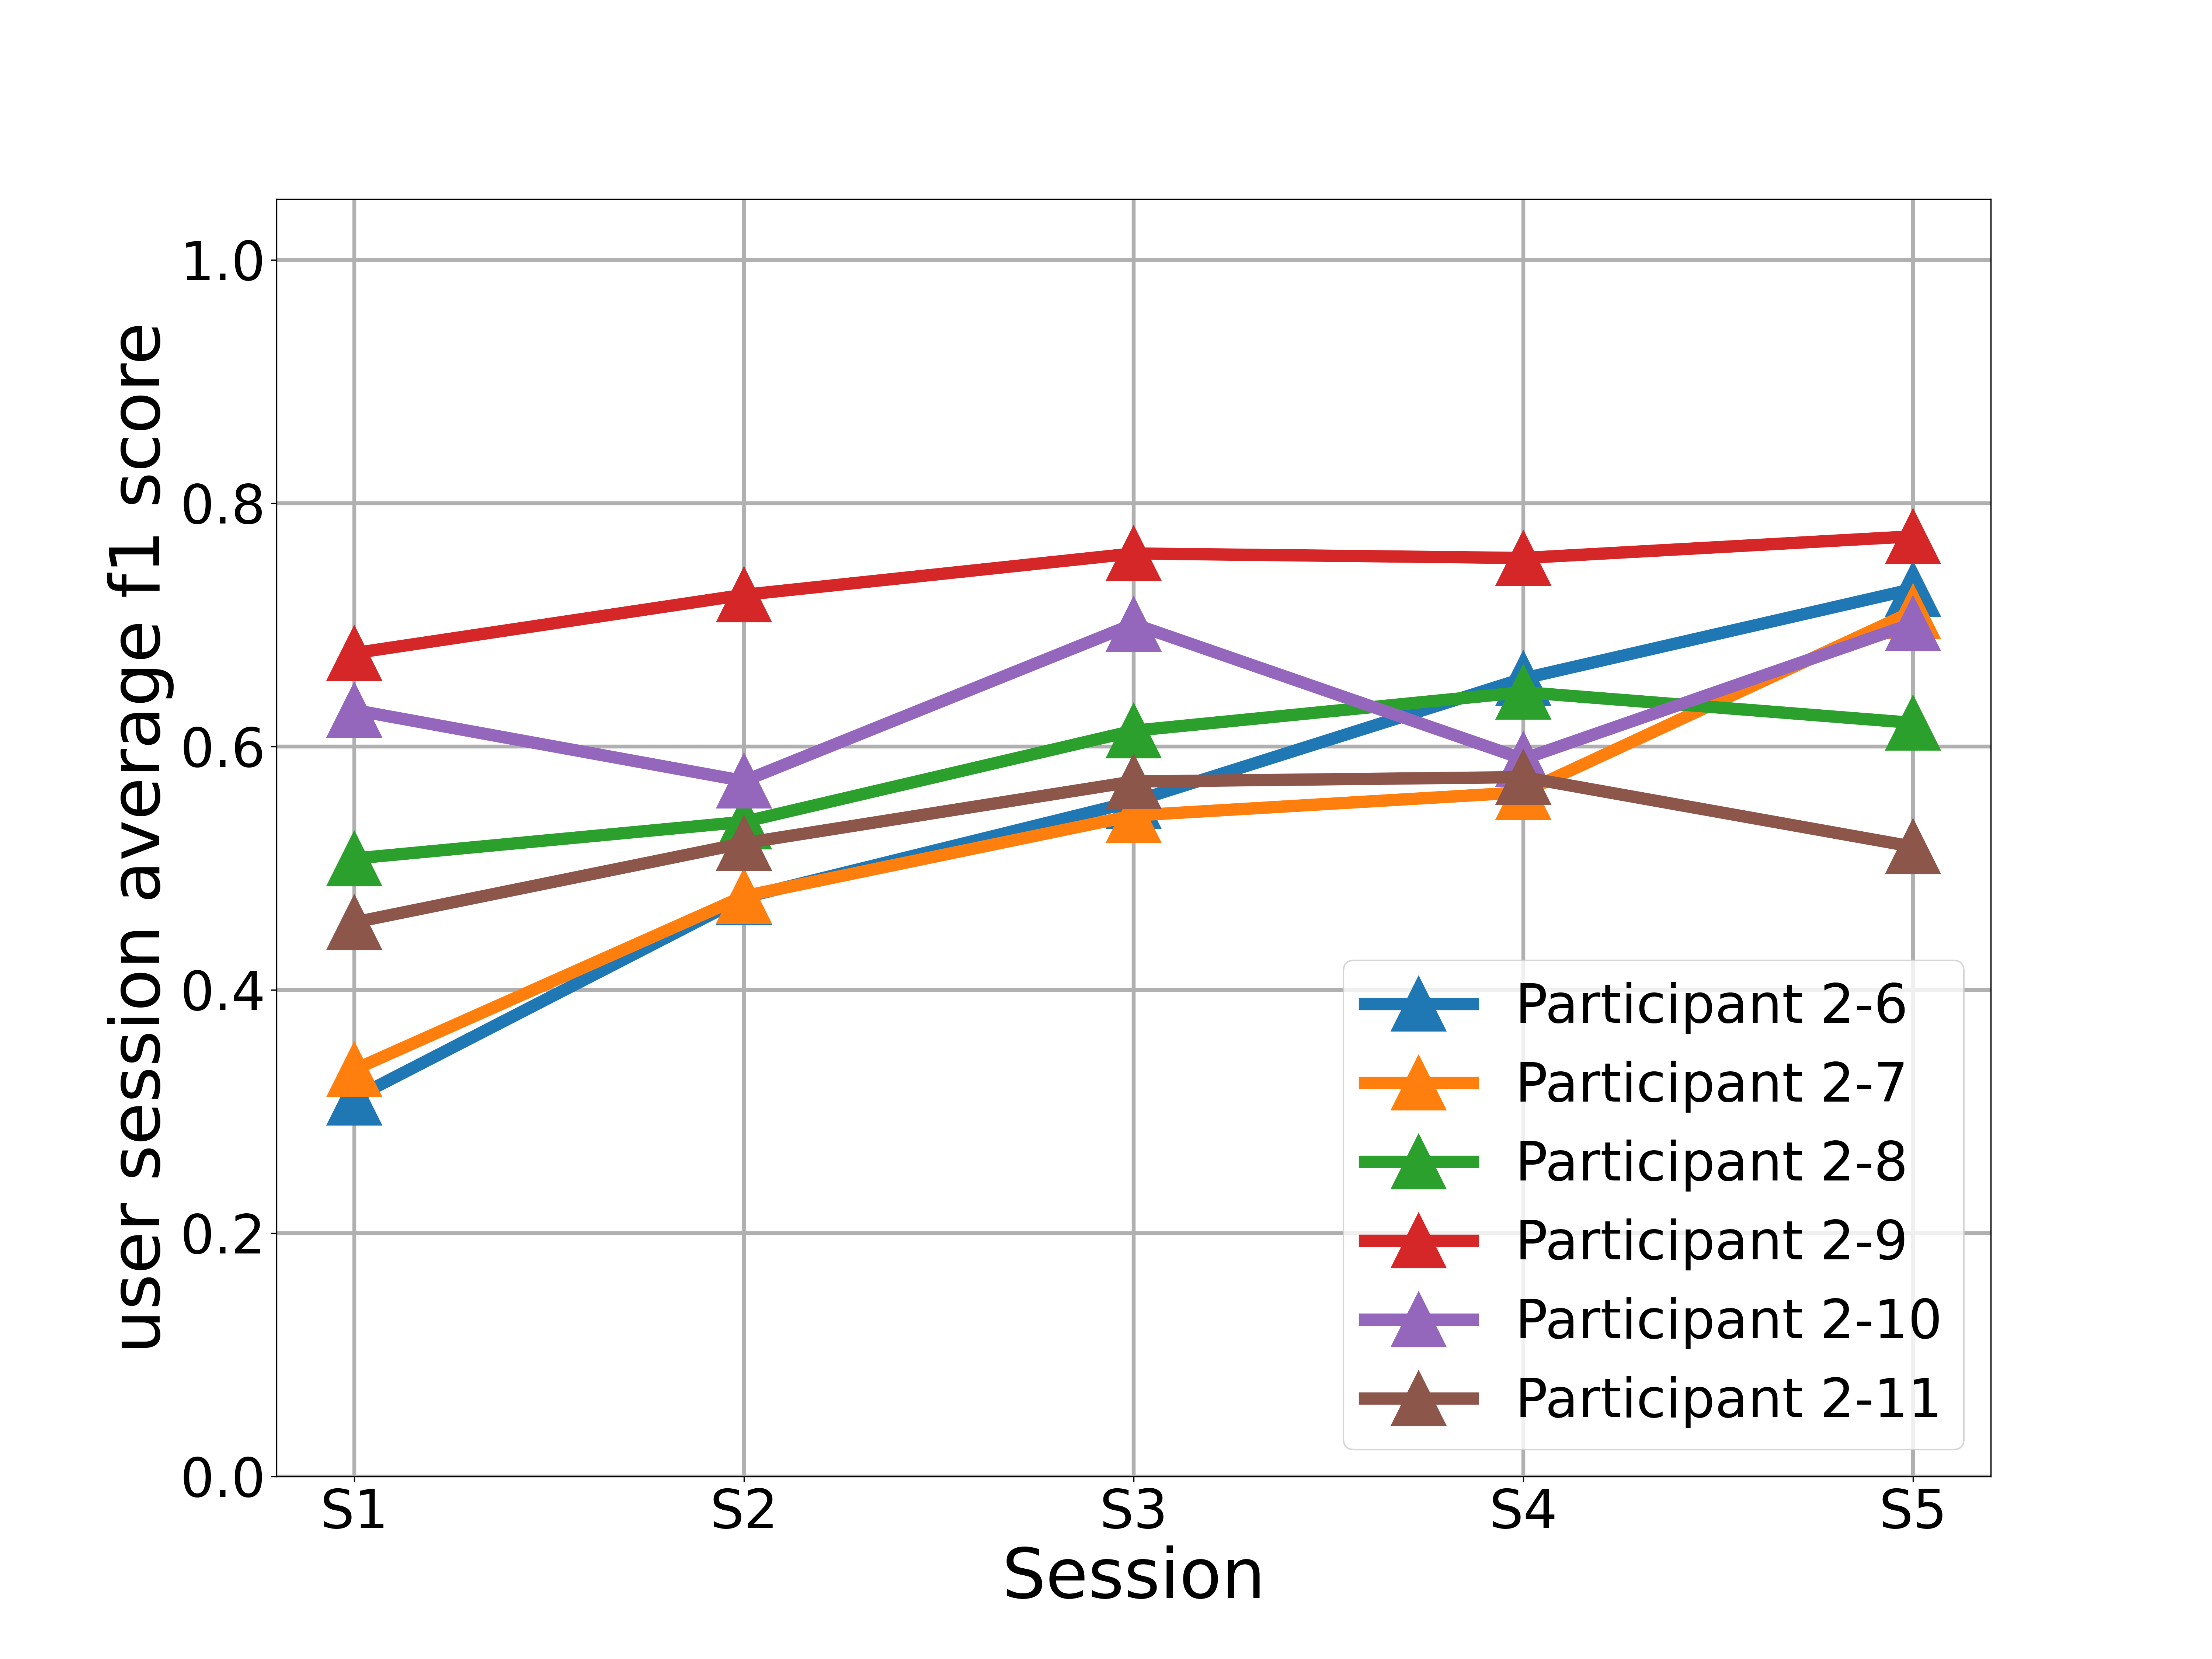 user session average f1 score
1.0
0.8
0.6
0.4
0.2
0.0
S1 S2 S3 S4 S5
Session
Participant 2-6
Participant 2-7
Participant 2-8
Participant 2-9
Participant 2-10
Participant 2-11